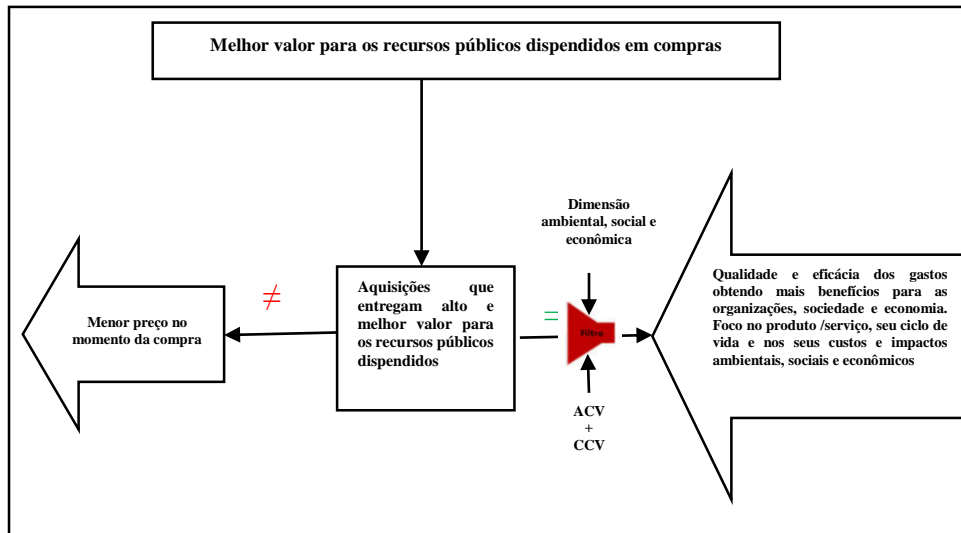 Melhor valor para os recursos públicos dispendidos em compras
Dimensão
ambiental, social e
econômica
Aquisições que
entregam alto e
melhor valor para
os recursos públicos
dispendidos
≠
Menor preço no
momento da compra
=
Qualidade e eficácia dos gastos
obtendo mais benefícios para as
organizações, sociedade e economia.
Foco no produto /serviço, seu ciclo de
vida e nos seus custos e impactos
ambientais, sociais e econômicos
ACV
+
CCV